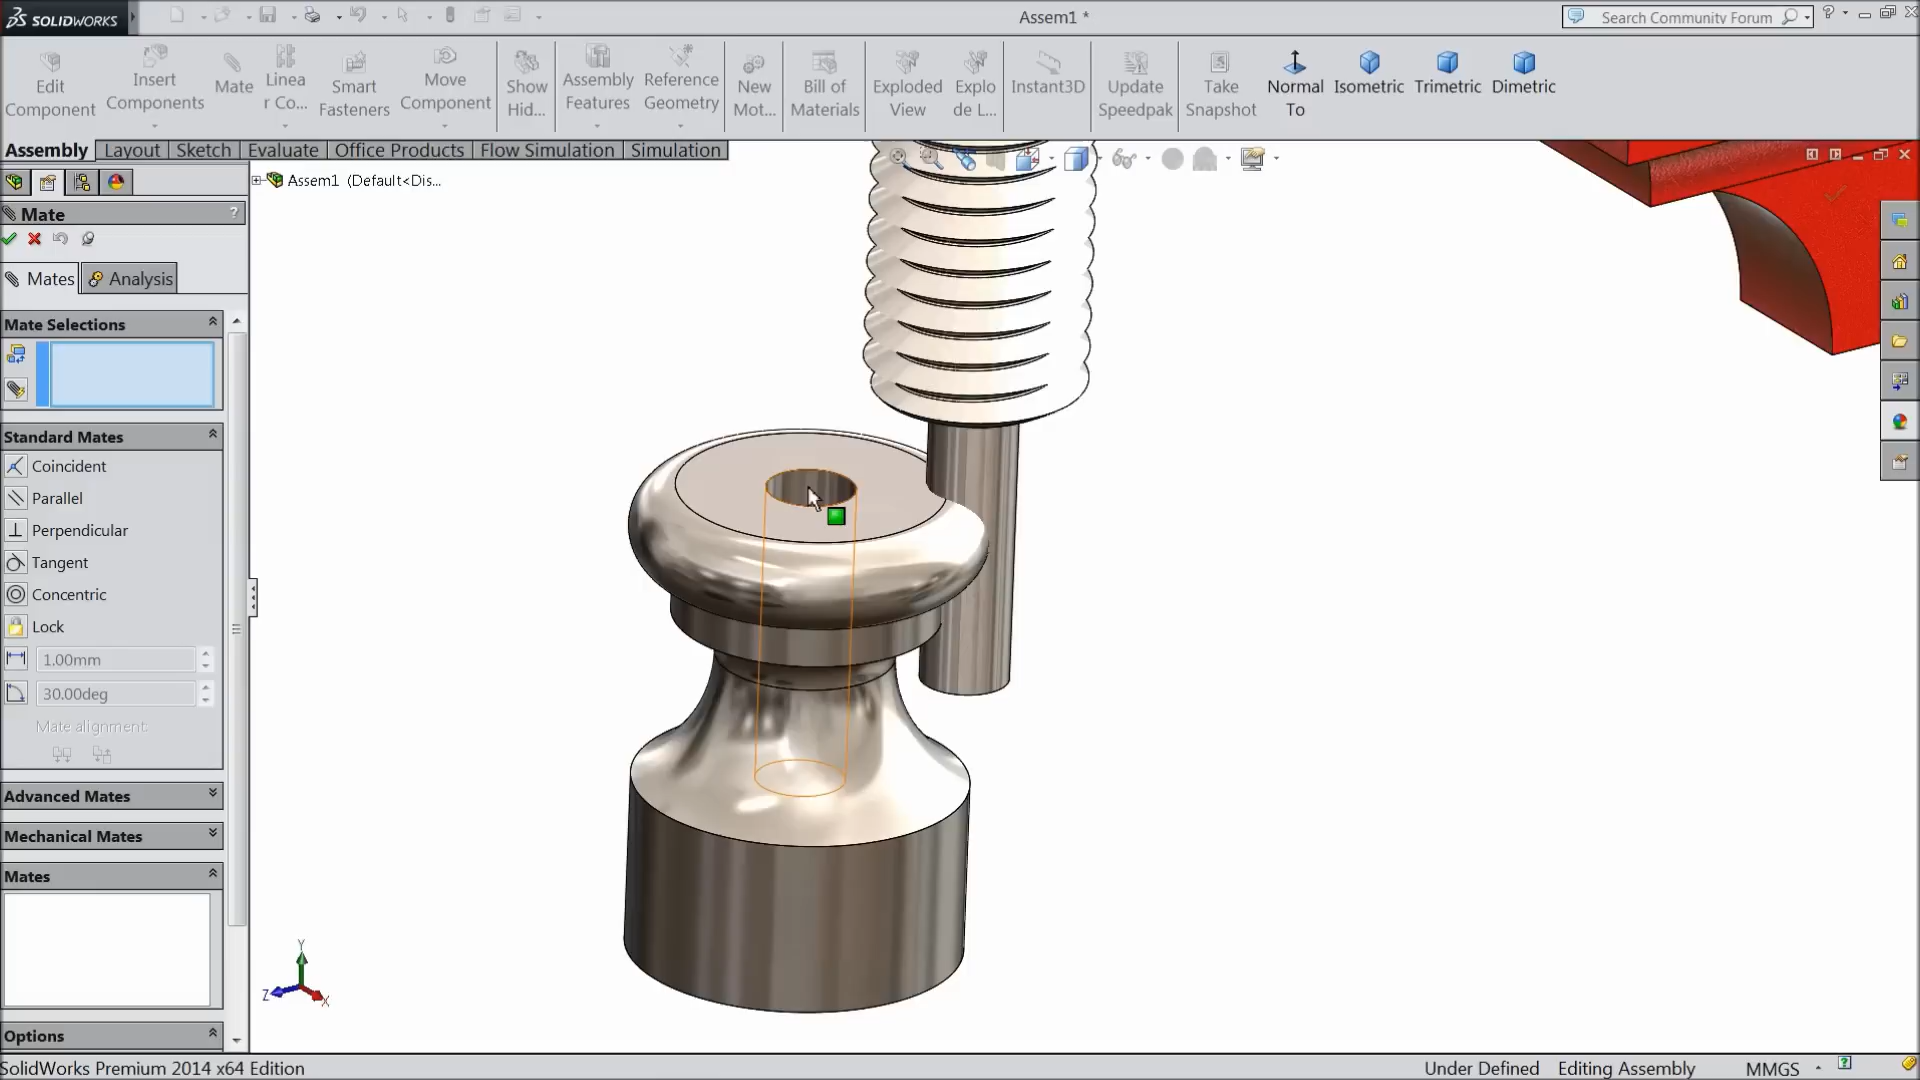 SOLIDWORKS
Assem1 *
Search Community Forum
Edit Component
Insert Components
Mate
Linea r Co...
Smart Fasteners
Move Component
Show Hid...
Assembly Features
Reference Geometry
New Mot...
Bill of Materials
Exploded View
Explo de L...
Instant3D
Update Speedpak
Take Snapshot
Normal To
Isometric
Trimetric
Dimetric
Assembly
Layout
Sketch
Evaluate
Office Products
Flow Simulation
Simulation
Assem1 (Default<Dis...
Mate
?
Mates
Analysis
Mate Selections
Standard Mates
Coincident
Parallel
Perpendicular
Tangent
Concentric
Lock
1.00mm
30.00deg
Mate alignment:
Advanced Mates
Mechanical Mates
Mates
Options
Y
Z
X
SolidWorks Premium 2014 x64 Edition
Under Defined
Editing Assembly
MMGS